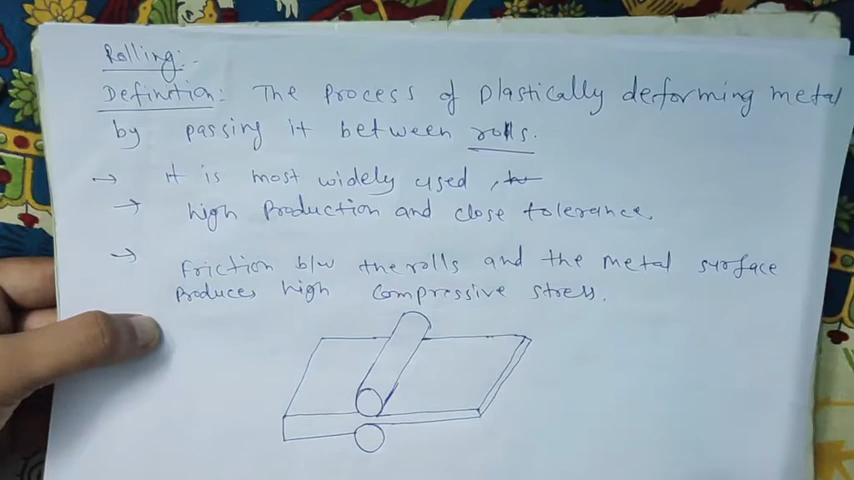 Rolling:-
Definition: The process of plastically deforming metal
by passing it between rolls.
→ It is most widely used,
→ high production and close tolerance.
→ Friction b/w the rolls and the metal surface
produces high compressive stress.